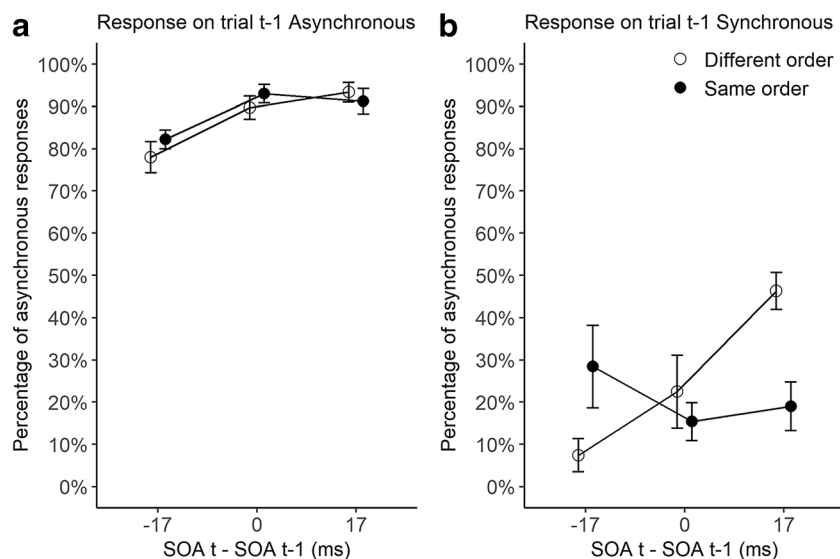 a
Response on trial t-1 Asynchronous
Percentage of asynchronous responses
100%
90%
80%
70%
60%
50%
40%
30%
20%
10%
0%
-17
0
17
SOA t - SOA t-1 (ms)
b
Response on trial t-1 Synchronous
Different order
Same order
Percentage of asynchronous responses
100%
90%
80%
70%
60%
50%
40%
30%
20%
10%
0%
-17
0
17
SOA t - SOA t-1 (ms)